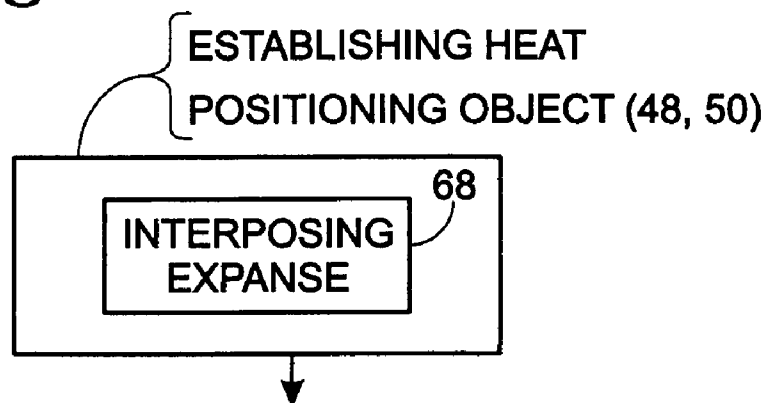 ESTABLISHING HEAT
POSITIONING OBJECT (48, 50)
68
INTERPOSING
EXPANSE